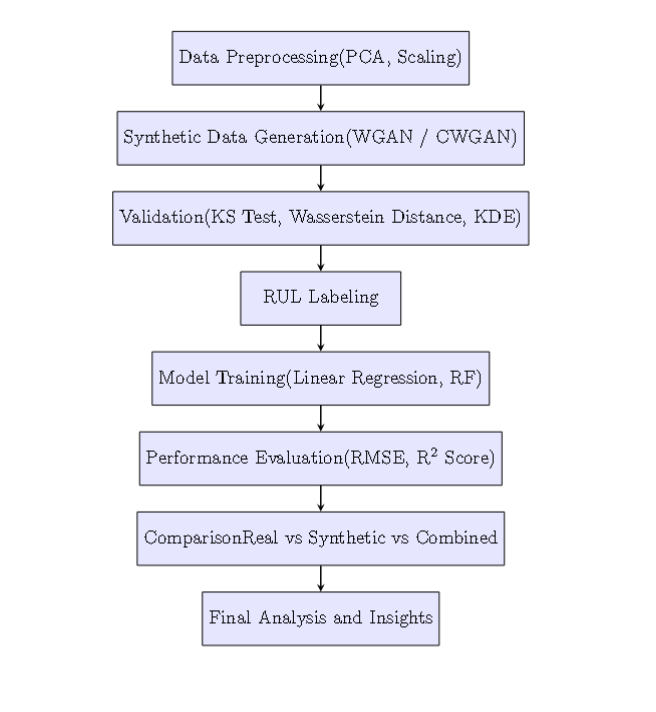 Data Preprocessing(PCA, Scaling)
Synthetic Data Generation(WGAN / CWGAN)
Validation(KS Test, Wasserstein Distance, KDE)
RUL Labeling
Model Training(Linear Regression, RF)
Performance Evaluation(RMSE, R² Score)
ComparisonReal vs Synthetic vs Combined
Final Analysis and Insights